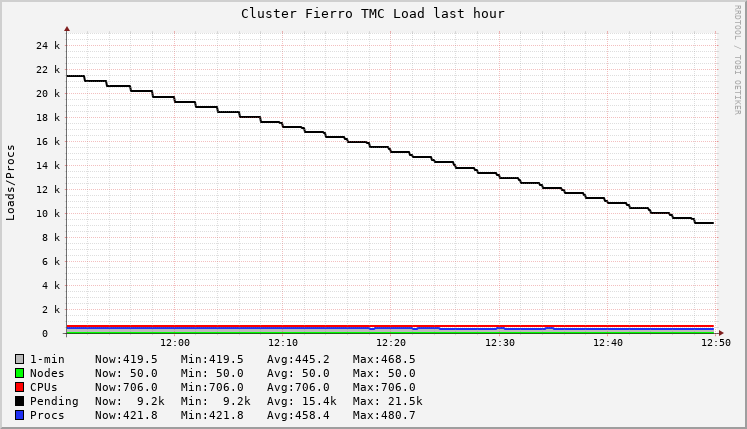 Cluster Fierro TMC Load last hour
RRDTOOL / TOBI OETIKER
Loads/Procs
24 k
22 k
20 k
18 k
16 k
14 k
12 k
10 k
8 k
6 k
4 k
2 k
0
12:00 12:10 12:20 12:30 12:40 12:50
1-min Now:419.5 Min:419.5 Avg:445.2 Max:468.5
Nodes Now: 50.0 Min: 50.0 Avg: 50.0 Max: 50.0
CPUs Now:706.0 Min:706.0 Avg:706.0 Max:706.0
Pending Now: 9.2k Min: 9.2k Avg: 15.4k Max: 21.5k
Procs Now:421.8 Min:421.8 Avg:458.4 Max:480.7